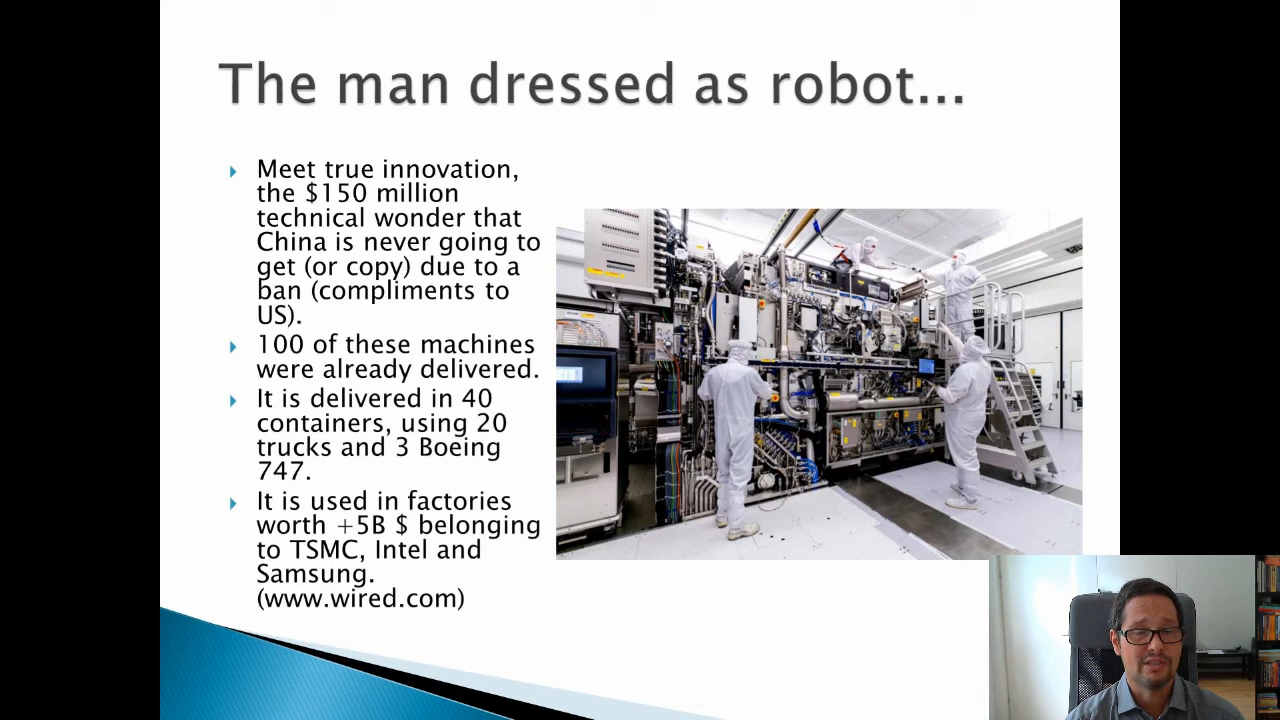 The man dressed as robot...
Meet true innovation,
the $150 million
technical wonder that
China is never going to
get (or copy) due to a
ban (compliments to
US).
100 of these machines
were already delivered.
It is delivered in 40
containers, using 20
trucks and 3 Boeing
747.
It is used in factories
worth +5B $ belonging
to TSMC, Intel and
Samsung.
(www.wired.com)